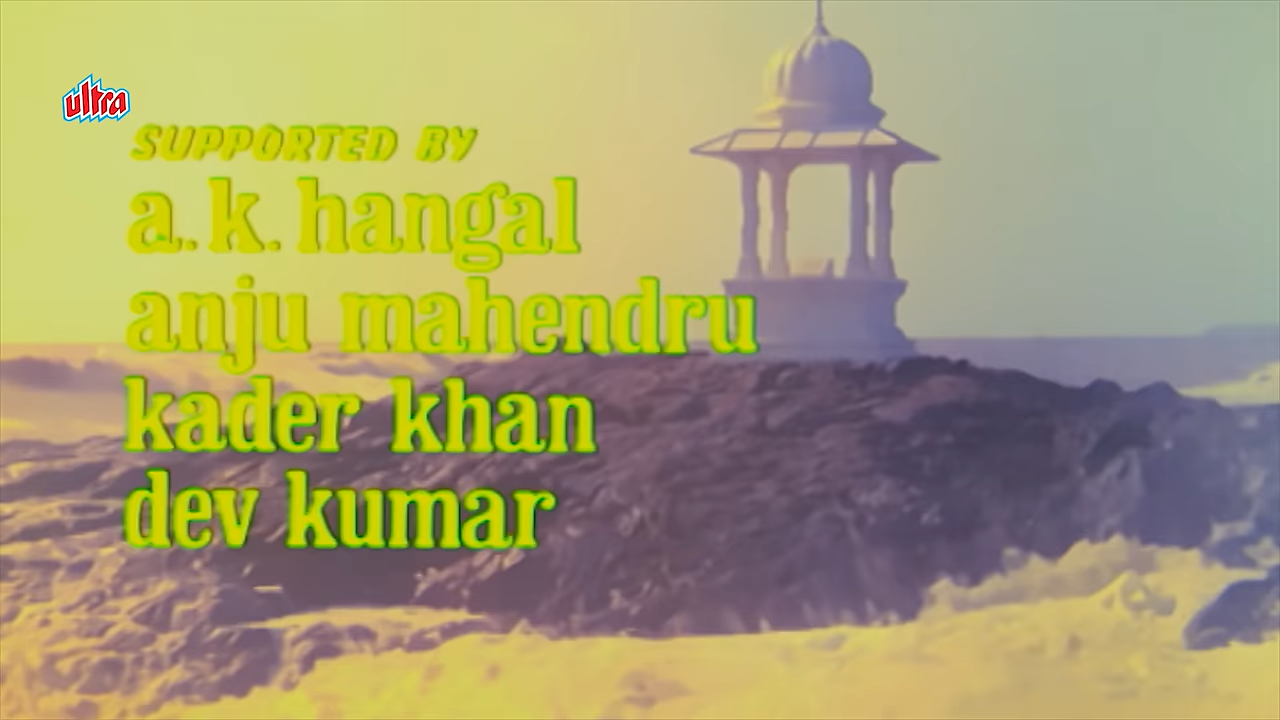 ultra
SUPPORTED BY
a. k. hangal
anju mahendru
kader khan
dev kumar